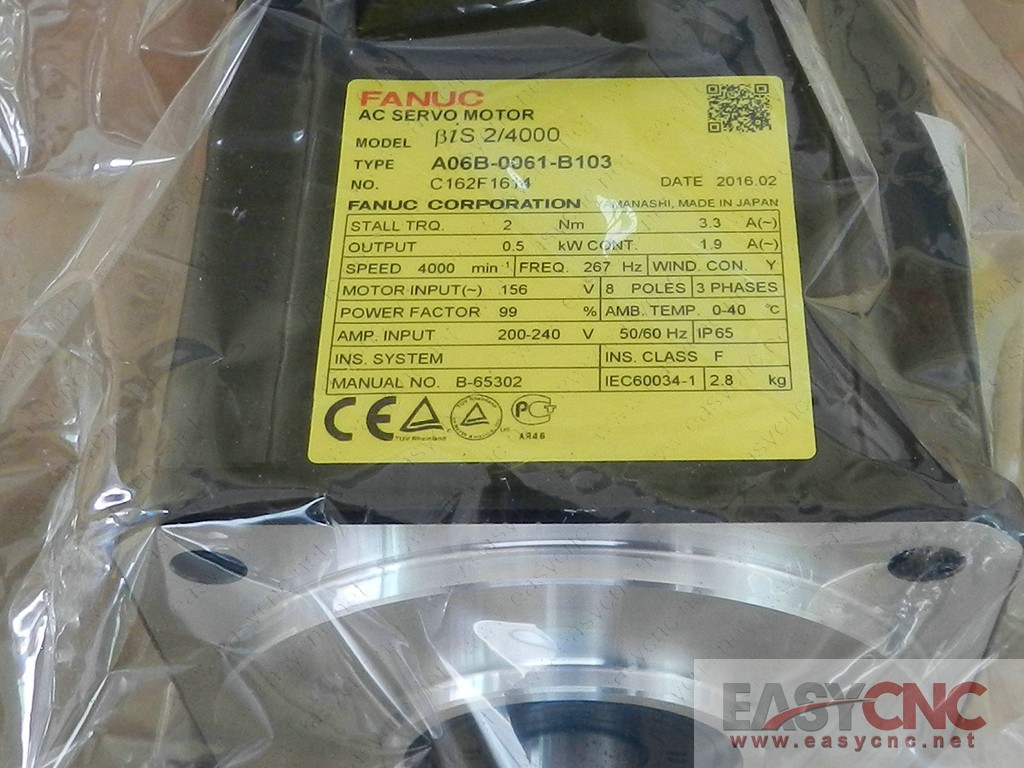 FANUC
AC SERVO MOTOR
MODEL βiS 2/4000
TYPE A06B-0061-B103
NO. C162F1614 DATE 2016.02
FANUC CORPORATION YAMANASHI, MADE IN JAPAN
STALL TRQ. 2 Nm 3.3 A(~)
OUTPUT 0.5 kW CONT. 1.9 A(~)
SPEED 4000 min⁻¹ FREQ. 267 Hz WIND. CON. Y
MOTOR INPUT(~) 156 V 8 POLES 3 PHASES
POWER FACTOR 99 % AMB. TEMP. 0-40 °C
AMP. INPUT 200-240 V 50/60 Hz IP65
INS. SYSTEM INS. CLASS F
MANUAL NO. B-65302 IEC60034-1 2.8 kg
CE
TUV Rheinland
AR46
EASYCNC
www.easycnc.net